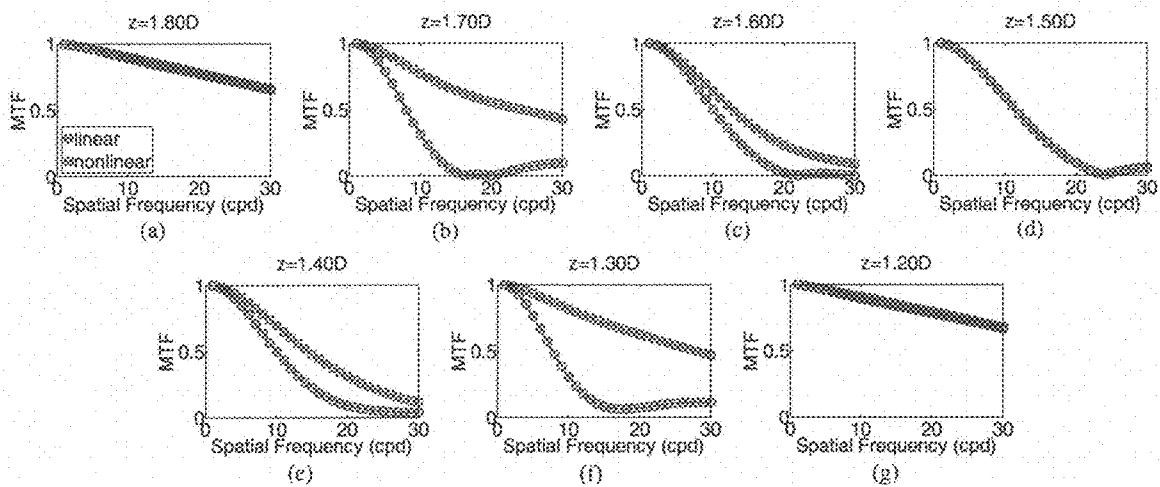 z=1.80D
1
0.5
0
MTF
linear
nonlinear
0 10 20 30
Spatial Frequency (cpd)
(a)
z=1.70D
1
0.5
0
MTF
0 10 20 30
Spatial Frequency (cpd)
(b)
z=1.60D
1
0.5
0
MTF
0 10 20 30
Spatial Frequency (cpd)
(c)
z=1.50D
1
0.5
0
MTF
0 10 20 30
Spatial Frequency (cpd)
(d)
z=1.40D
1
0.5
0
MTF
0 10 20 30
Spatial Frequency (cpd)
(e)
z=1.30D
1
0.5
0
MTF
0 10 20 30
Spatial Frequency (cpd)
(f)
z=1.20D
1
0.5
0
MTF
0 10 20 30
Spatial Frequency (cpd)
(g)